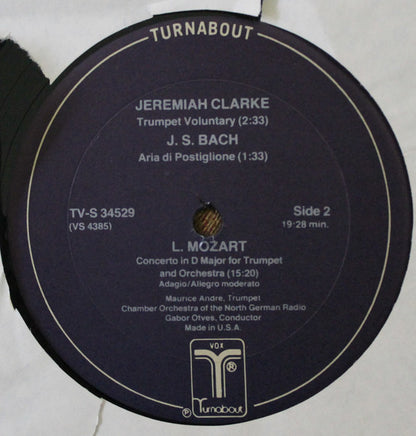 TURNABOUT
JEREMIAH CLARKE
Trumpet Voluntary (2:33)
J. S. BACH
Aria di Postiglione (1:33)
TV-S 34529
(VS 4385)
Side 2
19:28 min.
L. MOZART
Concerto in D Major for Trumpet
and Orchestra (15:20)
Adagio/Allegro moderato
Maurice Andre, Trumpet
Chamber Orchestra of the North German Radio
Gabor Otves, Conductor
Made in U.S.A.
VOX
T®
℗ Turnabout ®